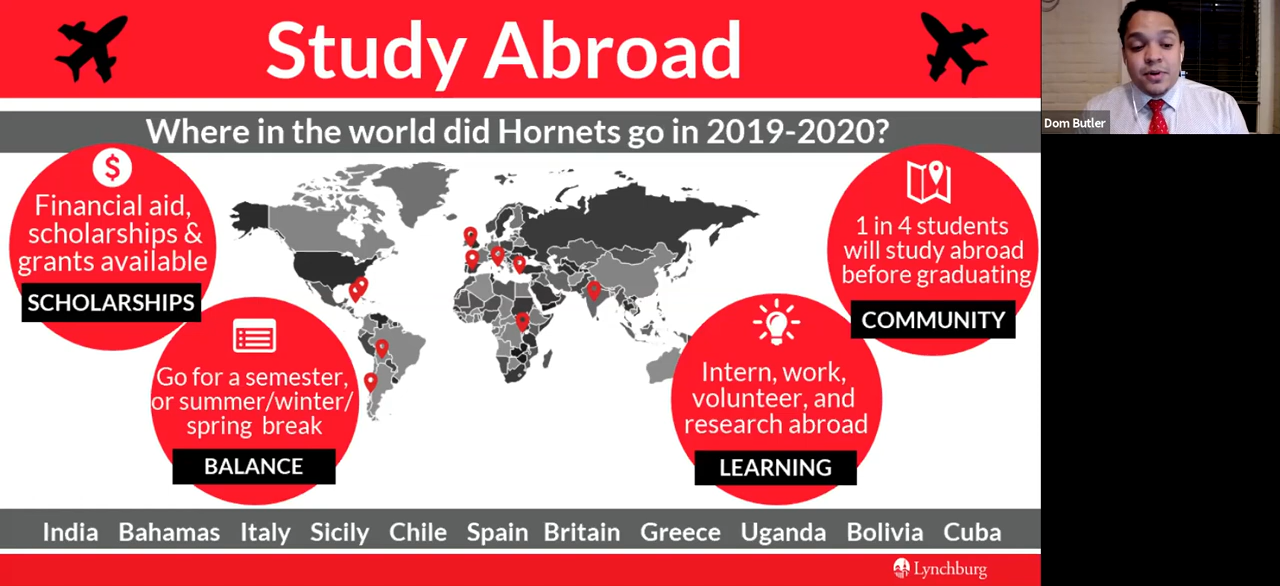 Study Abroad
Dom Butler
Where in the world did Hornets go in 2019-2020?
$
Financial aid,
scholarships &
grants available
SCHOLARSHIPS
Go for a semester,
or summer/winter/
spring break
BALANCE
Intern, work,
volunteer, and
research abroad
LEARNING
1 in 4 students
will study abroad
before graduating
COMMUNITY
India Bahamas Italy Sicily Chile Spain Britain Greece Uganda Bolivia Cuba
Lynchburg